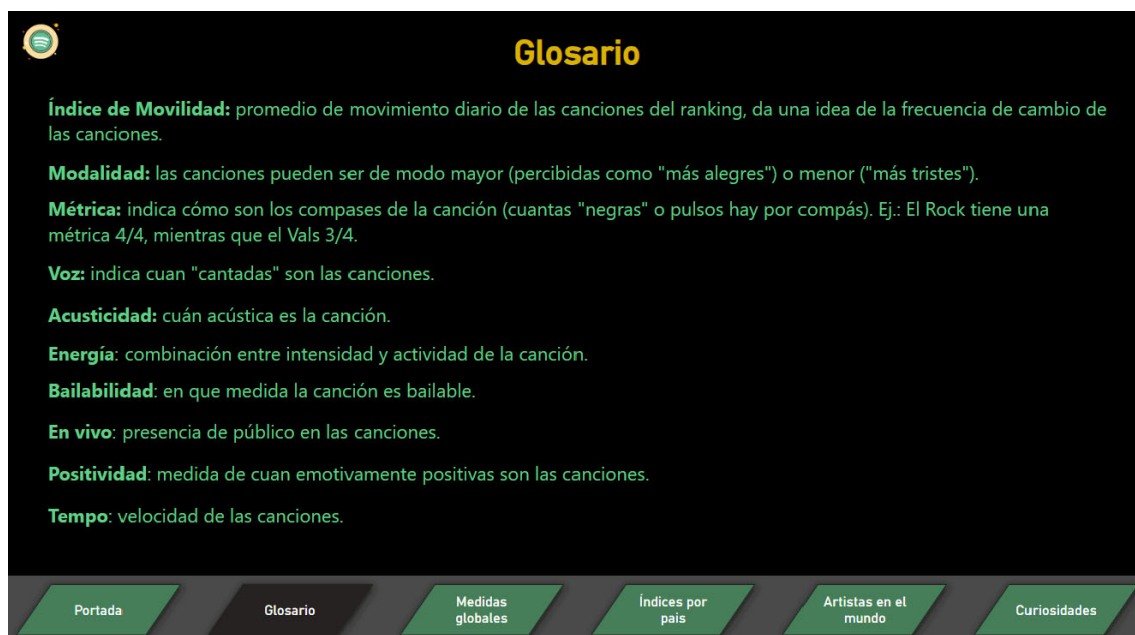 Glosario
Índice de Movilidad: promedio de movimiento diario de las canciones del ranking, da una idea de la frecuencia de cambio de
las canciones.
Modalidad: las canciones pueden ser de modo mayor (percibidas como "más alegres") o menor ("más tristes").
Métrica: indica cómo son los compases de la canción (cuantas "negras" o pulsos hay por compás). Ej.: El Rock tiene una
métrica 4/4, mientras que el Vals 3/4.
Voz: indica cuan "cantadas" son las canciones.
Acusticidad: cuán acústica es la canción.
Energía: combinación entre intensidad y actividad de la canción.
Bailabilidad: en que medida la canción es bailable.
En vivo: presencia de público en las canciones.
Positividad: medida de cuan emotivamente positivas son las canciones.
Tempo: velocidad de las canciones.
Portada
Glosario
Medidas
globales
Índices por
pais
Artistas en el
mundo
Curiosidades